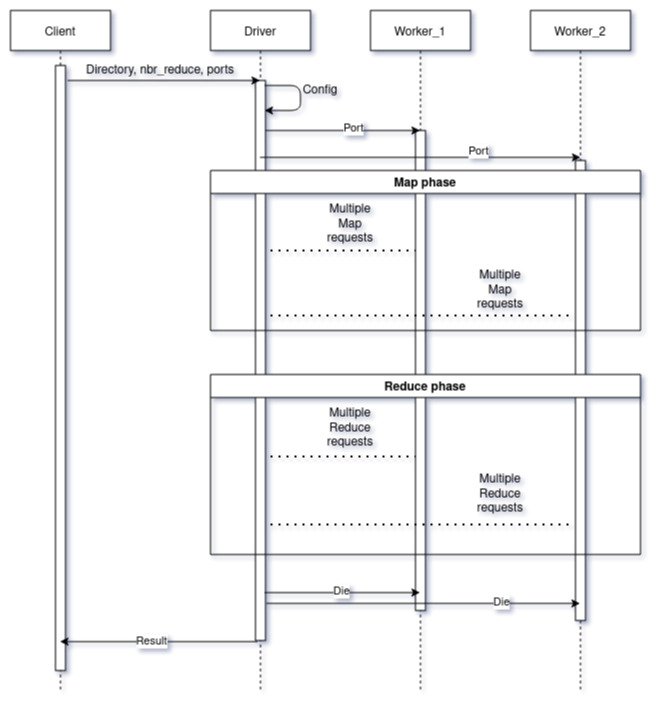 Client
Driver
Worker_1
Worker_2
Directory, nbr_reduce, ports
Config
Port
Port
Map phase
Multiple
Map
requests
Multiple
Map
requests
Reduce phase
Multiple
Reduce
requests
Multiple
Reduce
requests
Die
Die
Result